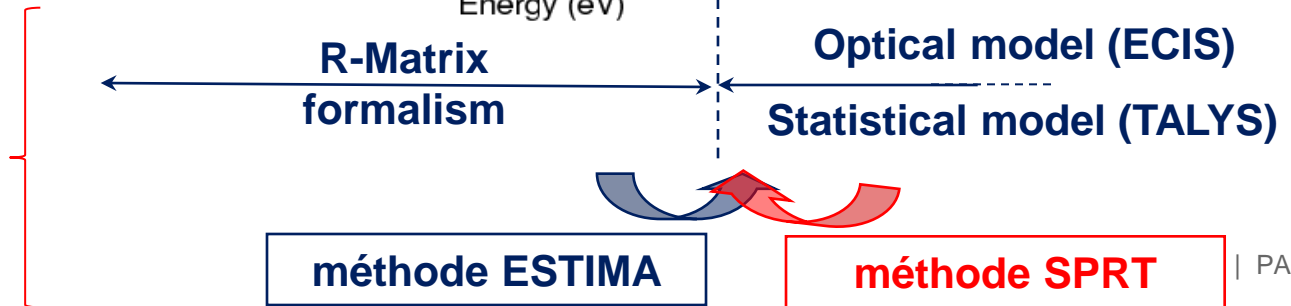 Energy (eV)
R-Matrix
formalism
Optical model (ECIS)
Statistical model (TALYS)
méthode ESTIMA
méthode SPRT
| PA